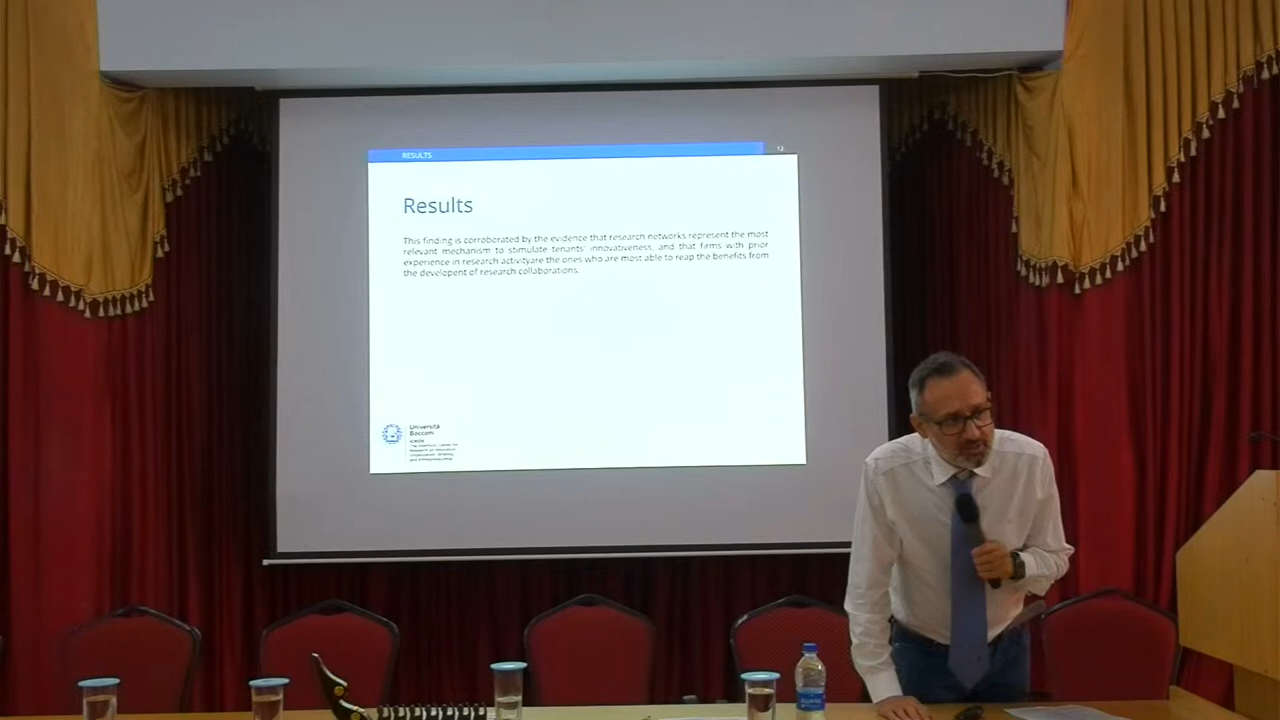 RESULTS
12
Results
This finding is corroborated by the evidence that research networks represent the most
relevant mechanism to stimulate tenants' innovativeness, and that firms with prior
experience in research activityare the ones who are most able to reap the benefits from
the developent of research collaborations.
Università
Bocconi